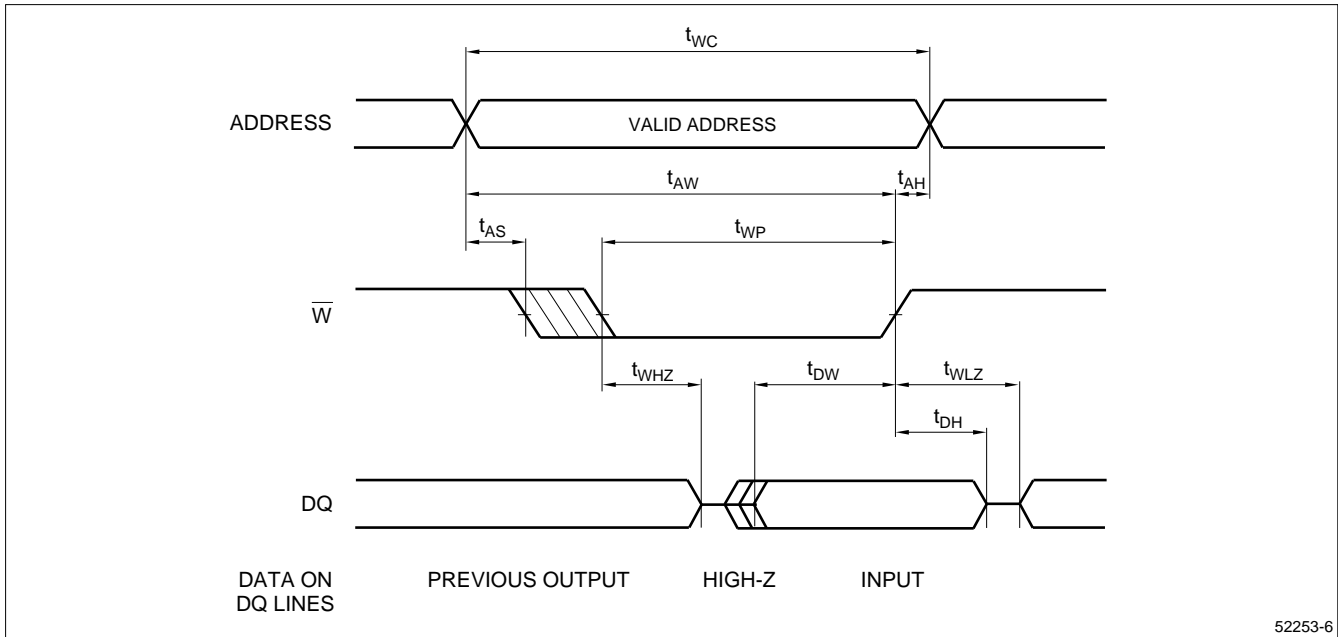 tWC
ADDRESS
VALID ADDRESS
tAW
tAH
tAS
tWP
W
tWHZ
tDW
tWLZ
tDH
DQ
DATA ON
DQ LINES
PREVIOUS OUTPUT
HIGH-Z
INPUT
52253-6